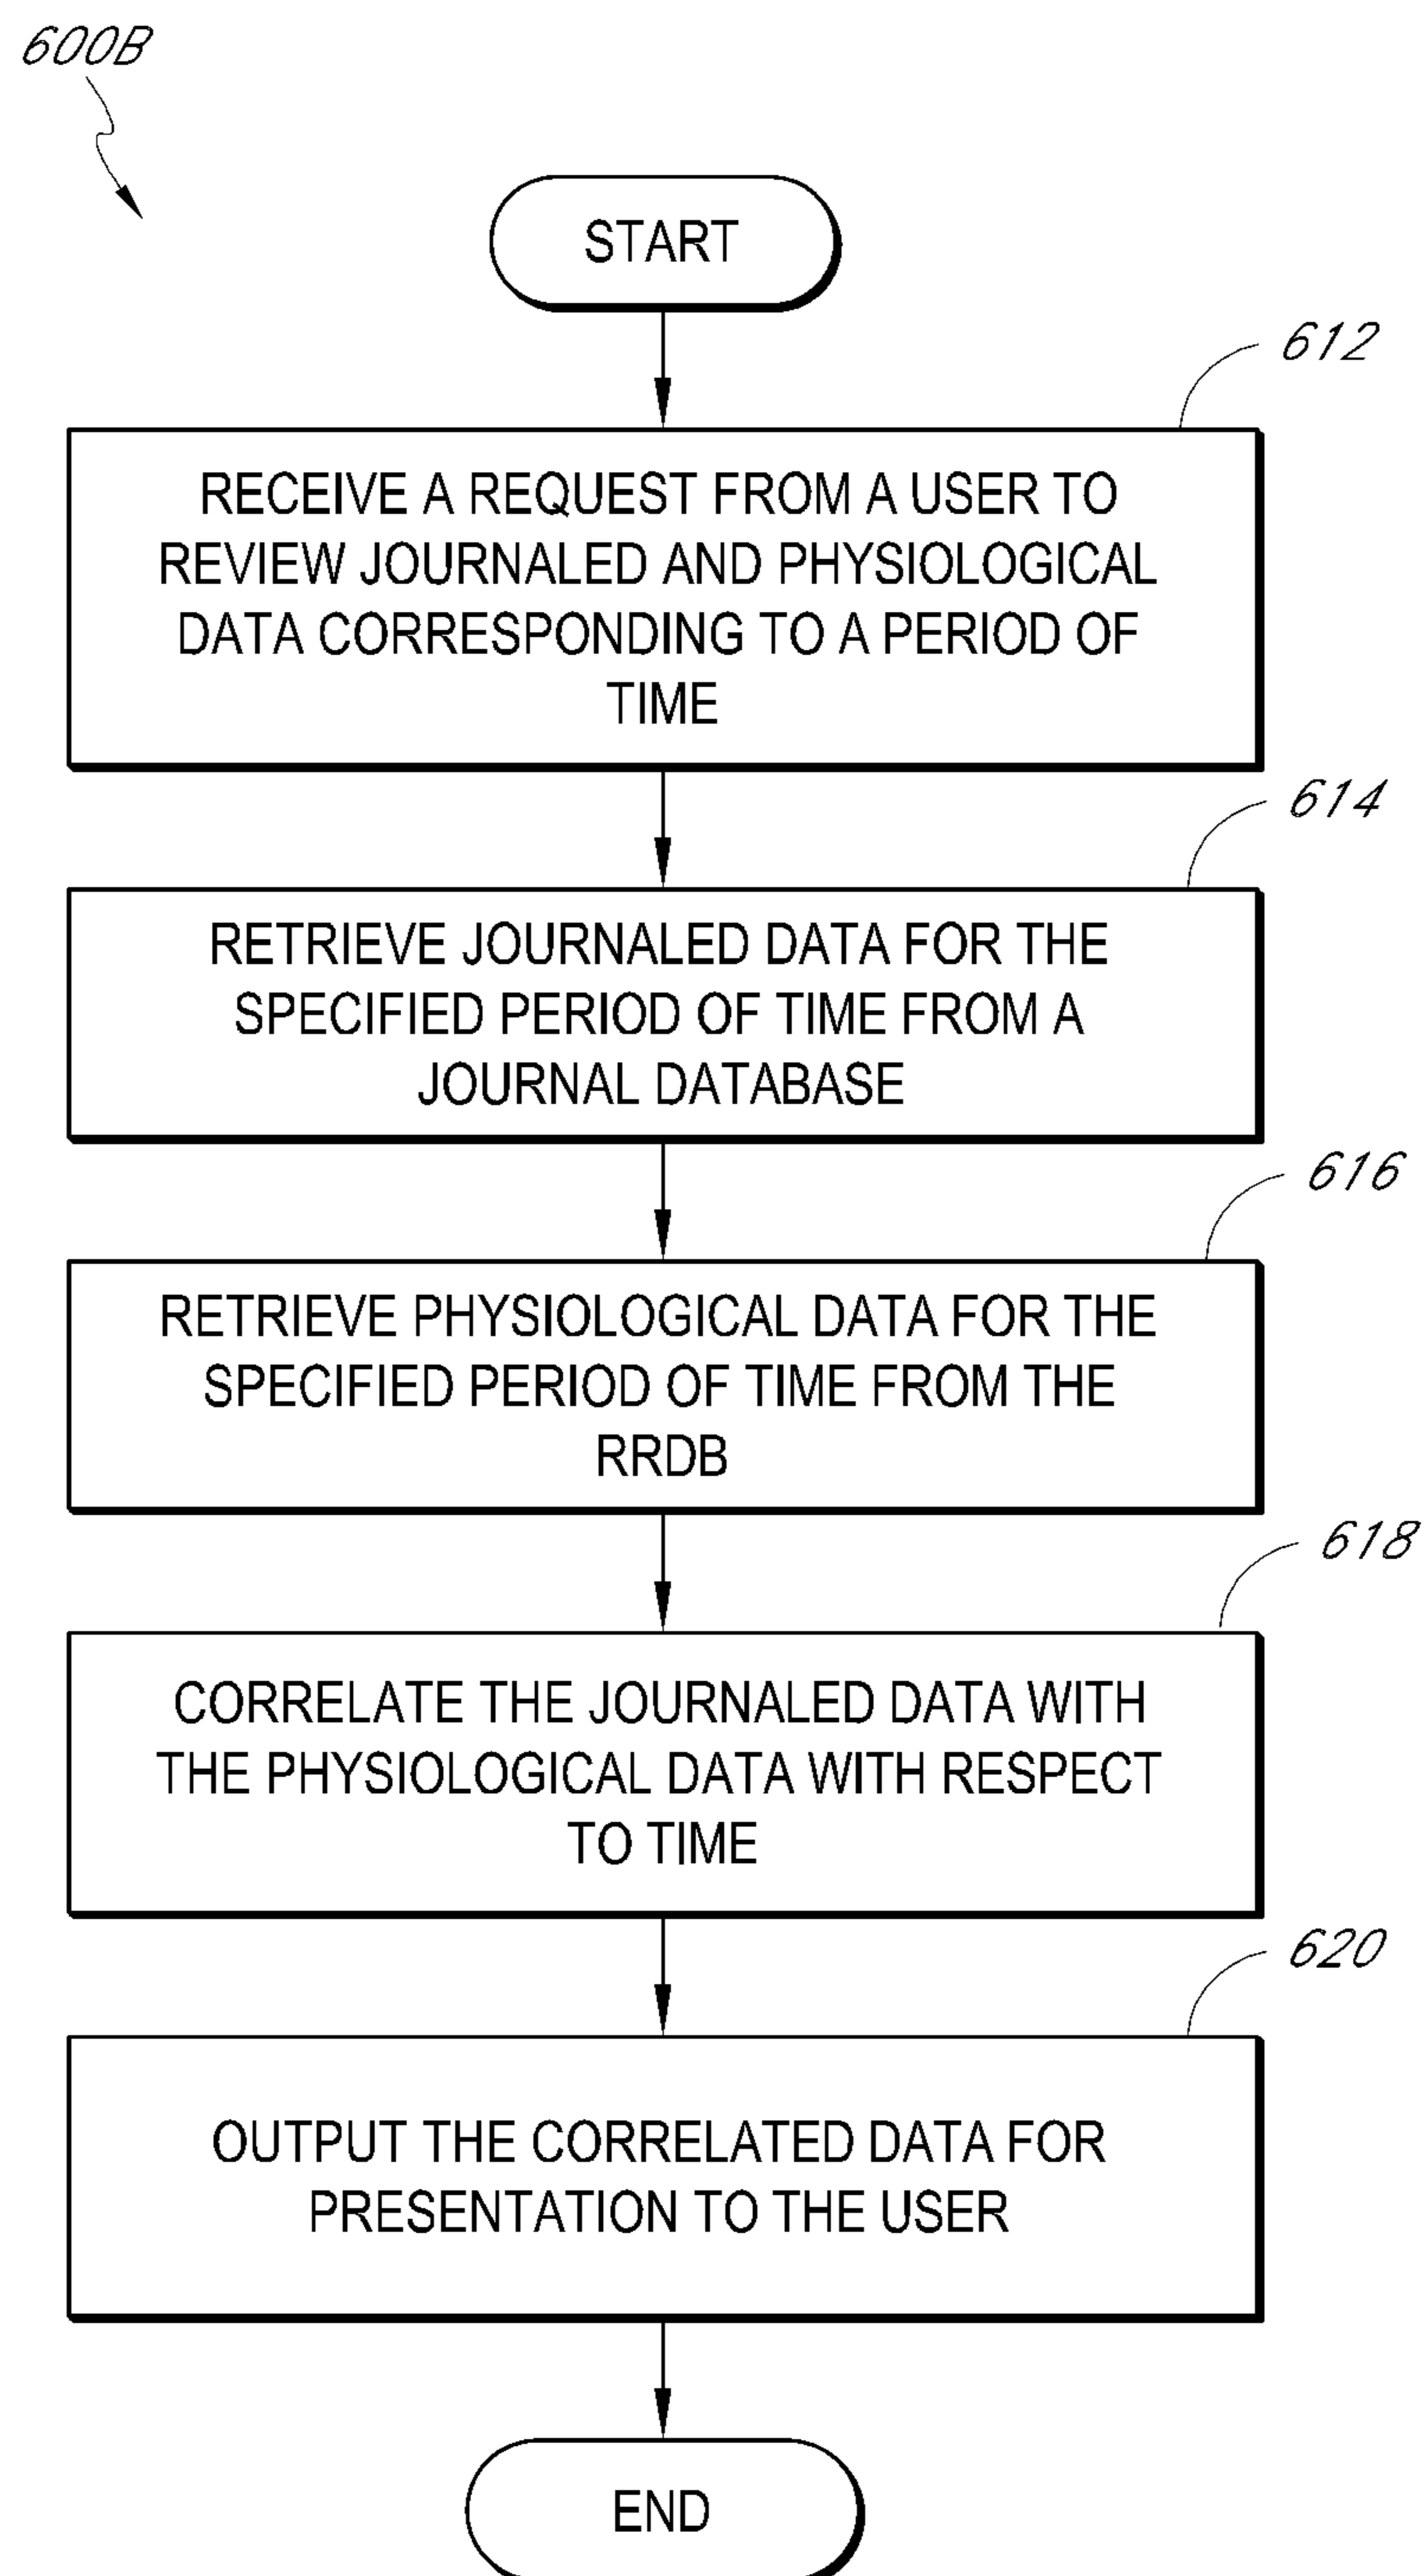 600B
START
612
RECEIVE A REQUEST FROM A USER TO
REVIEW JOURNALED AND PHYSIOLOGICAL
DATA CORRESPONDING TO A PERIOD OF
TIME
614
RETRIEVE JOURNALED DATA FOR THE
SPECIFIED PERIOD OF TIME FROM A
JOURNAL DATABASE
616
RETRIEVE PHYSIOLOGICAL DATA FOR THE
SPECIFIED PERIOD OF TIME FROM THE
RRDB
618
CORRELATE THE JOURNALED DATA WITH
THE PHYSIOLOGICAL DATA WITH RESPECT
TO TIME
620
OUTPUT THE CORRELATED DATA FOR
PRESENTATION TO THE USER
END